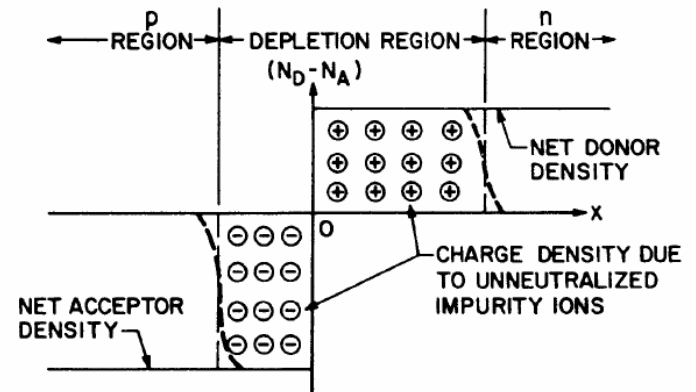 p
REGION
DEPLETION REGION
n
REGION
(N_D-N_A)
NET DONOR
DENSITY
x
O
CHARGE DENSITY DUE
TO UNNEUTRALIZED
IMPURITY IONS
NET ACCEPTOR
DENSITY